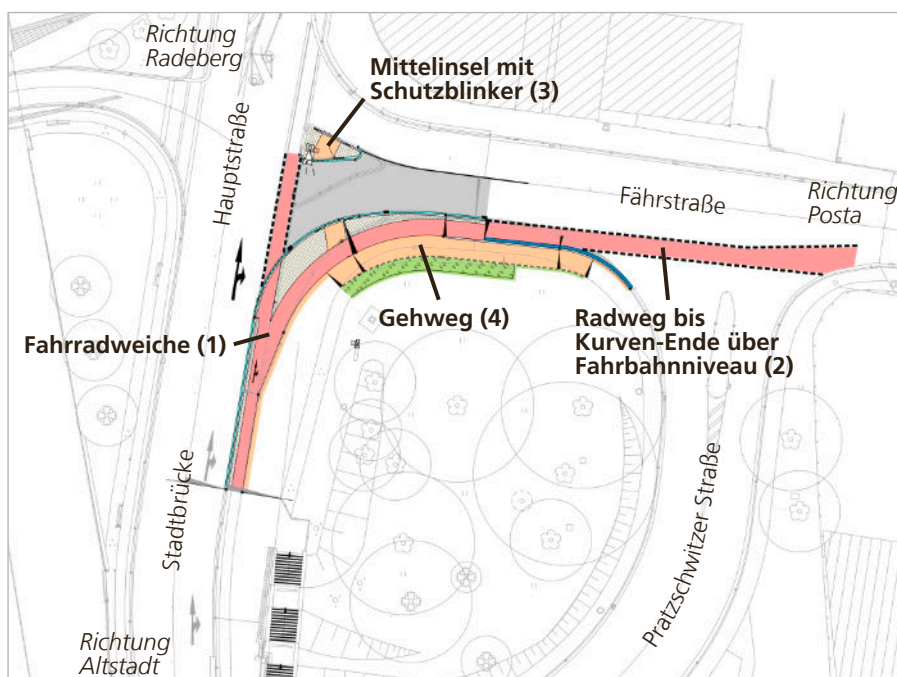 Richtung
Radeberg
Mittelinsel mit
Schutzblinker (3)
Hauptstraße
Fährstraße
Richtung
Posta
Fahrradweiche (1)
Gehweg (4)
Radweg bis
Kurven-Ende über
Fahrbahnniveau (2)
Stadtbrücke
Pratzschwitzer Straße
Richtung
Altstadt